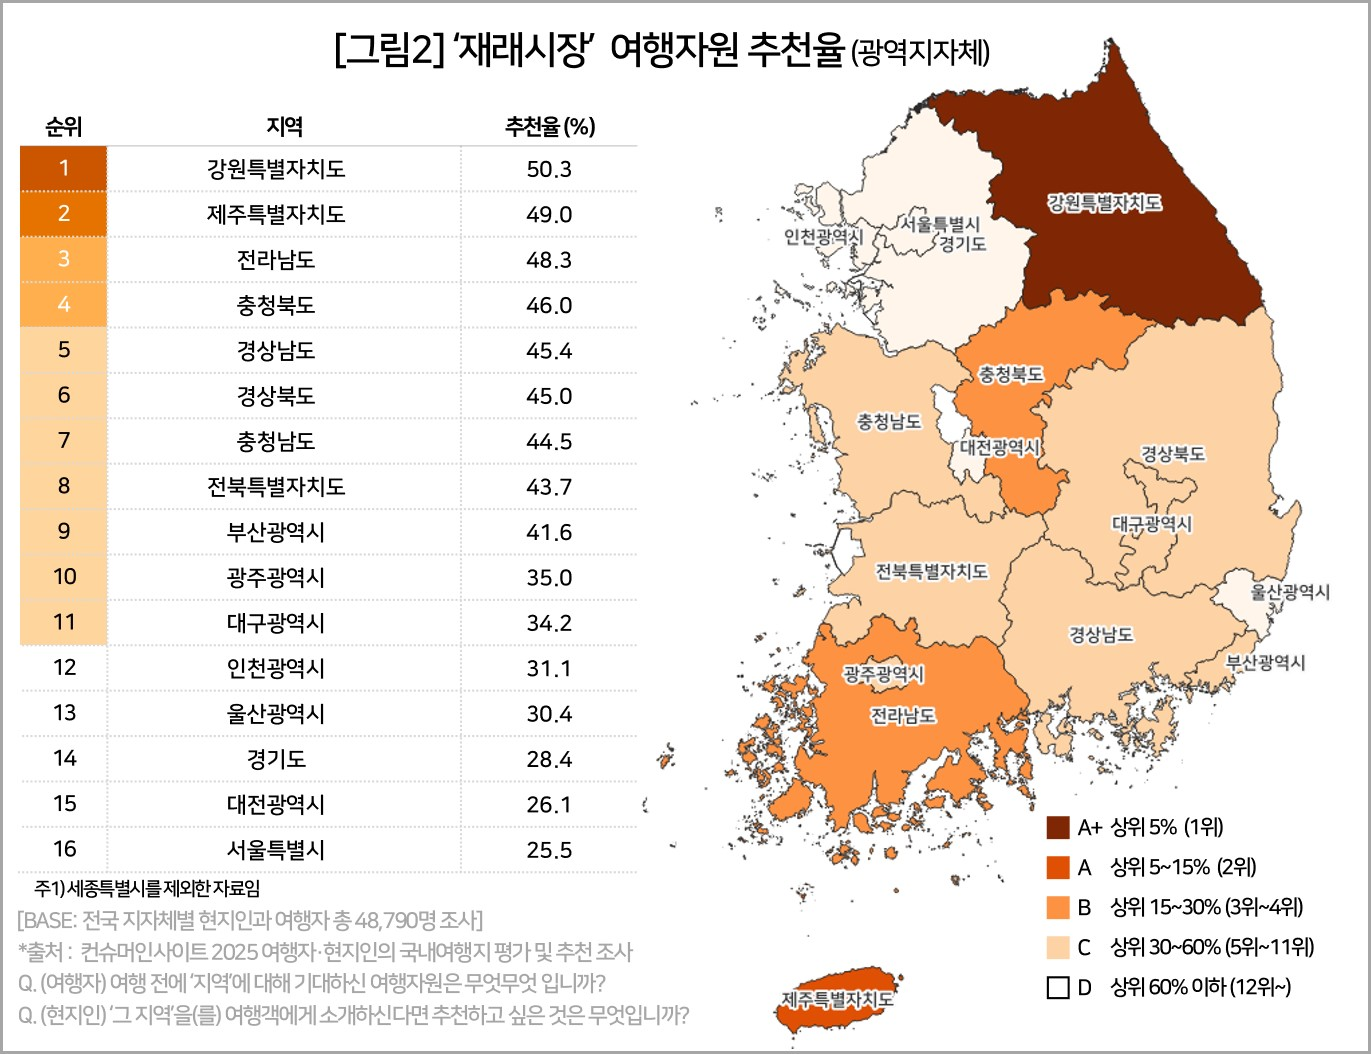 [그림2] ‘재래시장’ 여행자원 추천율 (광역지자체)
순위 지역 추천율 (%)
1 강원특별자치도 50.3
2 제주특별자치도 49.0
3 전라남도 48.3
4 충청북도 46.0
5 경상남도 45.4
6 경상북도 45.0
7 충청남도 44.5
8 전북특별자치도 43.7
9 부산광역시 41.6
10 광주광역시 35.0
11 대구광역시 34.2
12 인천광역시 31.1
13 울산광역시 30.4
14 경기도 28.4
15 대전광역시 26.1
16 서울특별시 25.5
주1) 세종특별시를 제외한 자료임
[BASE: 전국 지자체별 현지인과 여행자 총 48,790명 조사]
*출처 : 컨슈머인사이트 2025 여행자·현지인의 국내여행지 평가 및 추천 조사
Q. (여행자) 여행 전에 ‘지역’에 대해 기대하신 여행자원은 무엇무엇 입니까?
Q. (현지인) ‘그 지역’을(를) 여행객에게 소개하신다면 추천하고 싶은 것은 무엇입니까?
강원특별자치도
서울특별시
인천광역시
경기도
충청북도
충청남도
대전광역시
경상북도
대구광역시
전북특별자치도
울산광역시
경상남도
부산광역시
광주광역시
전라남도
제주특별자치도
A+ 상위 5% (1위)
A 상위 5~15% (2위)
B 상위 15~30% (3위~4위)
C 상위 30~60% (5위~11위)
D 상위 60% 이하 (12위~)